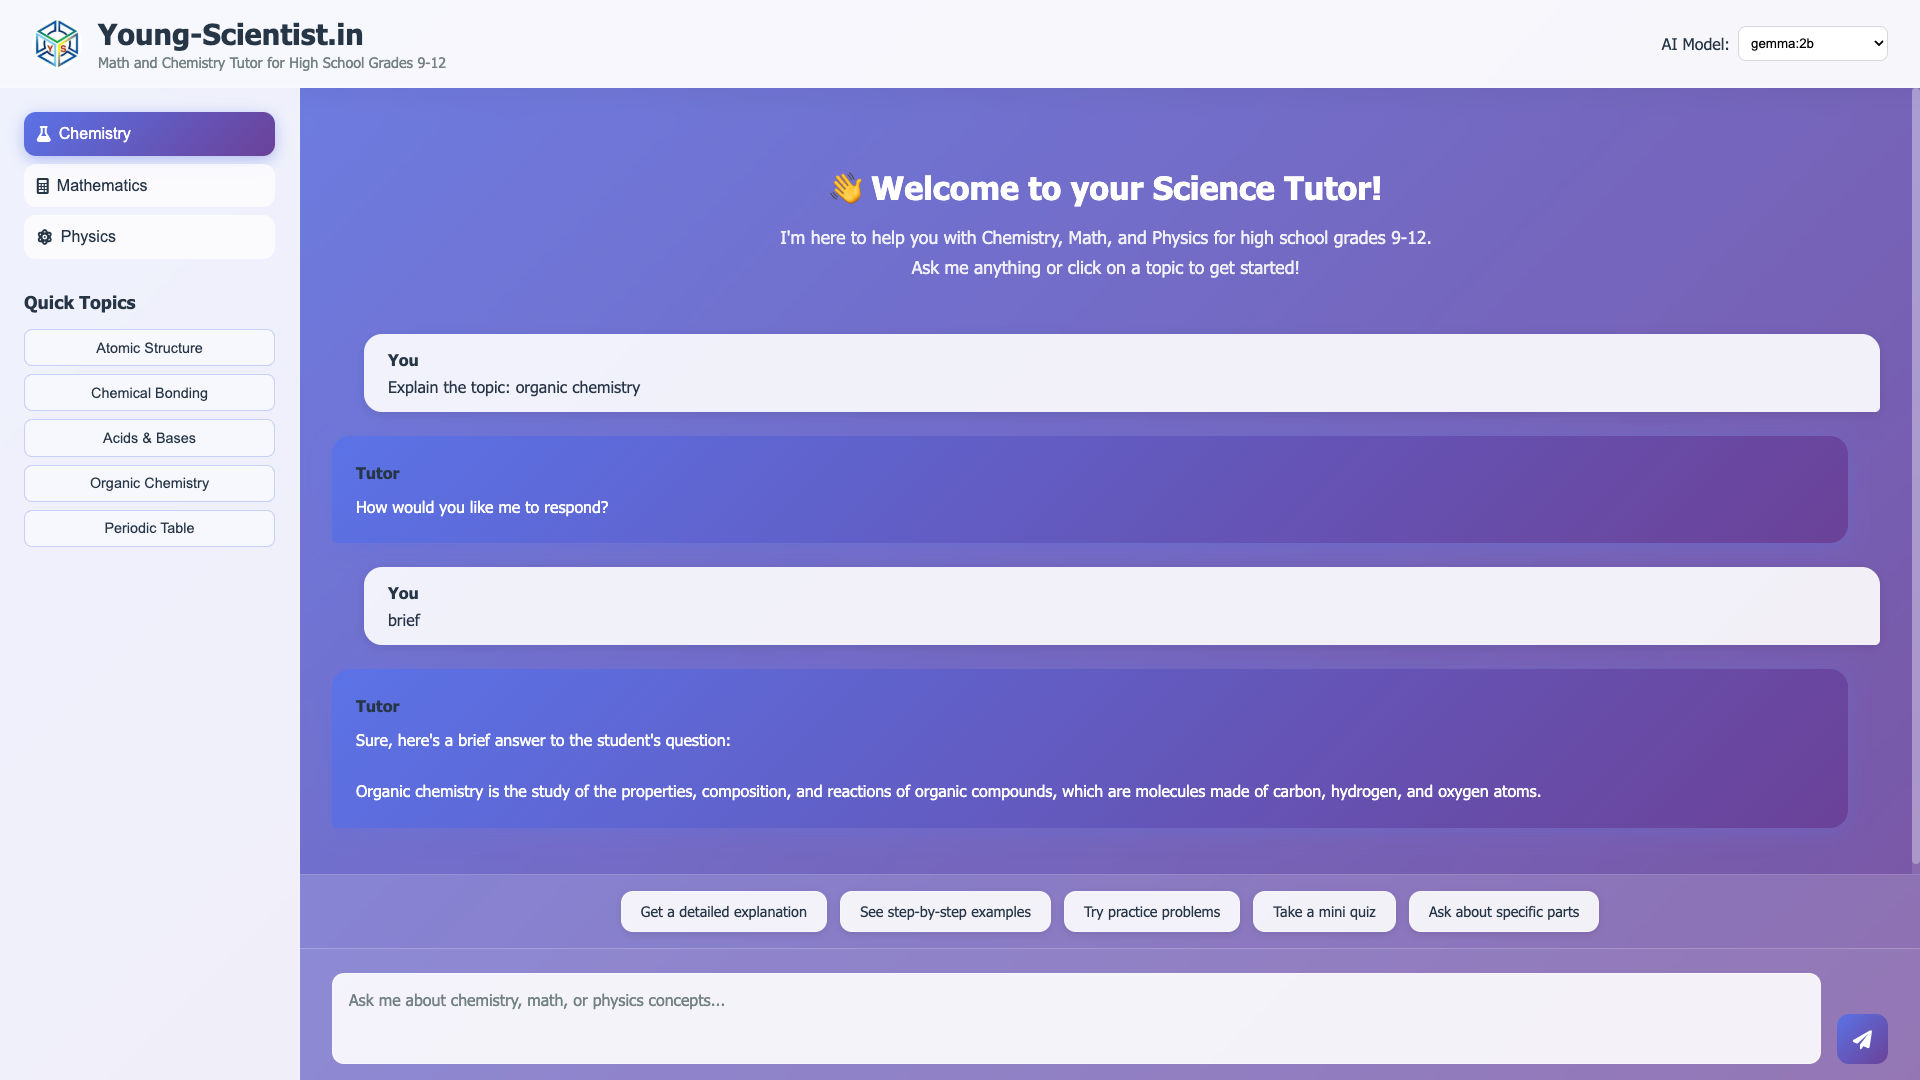 Young-Scientist.in
Math and Chemistry Tutor for High School Grades 9-12
AI Model:
gemma:2b
Chemistry
Mathematics
Physics
Quick Topics
Atomic Structure
Chemical Bonding
Acids & Bases
Organic Chemistry
Periodic Table
👋 Welcome to your Science Tutor!
I'm here to help you with Chemistry, Math, and Physics for high school grades 9-12.
Ask me anything or click on a topic to get started!
You
Explain the topic: organic chemistry
Tutor
How would you like me to respond?
You
brief
Tutor
Sure, here's a brief answer to the student's question:
Organic chemistry is the study of the properties, composition, and reactions of organic compounds, which are molecules made of carbon, hydrogen, and oxygen atoms.
Get a detailed explanation
See step-by-step examples
Try practice problems
Take a mini quiz
Ask about specific parts
Ask me about chemistry, math, or physics concepts...